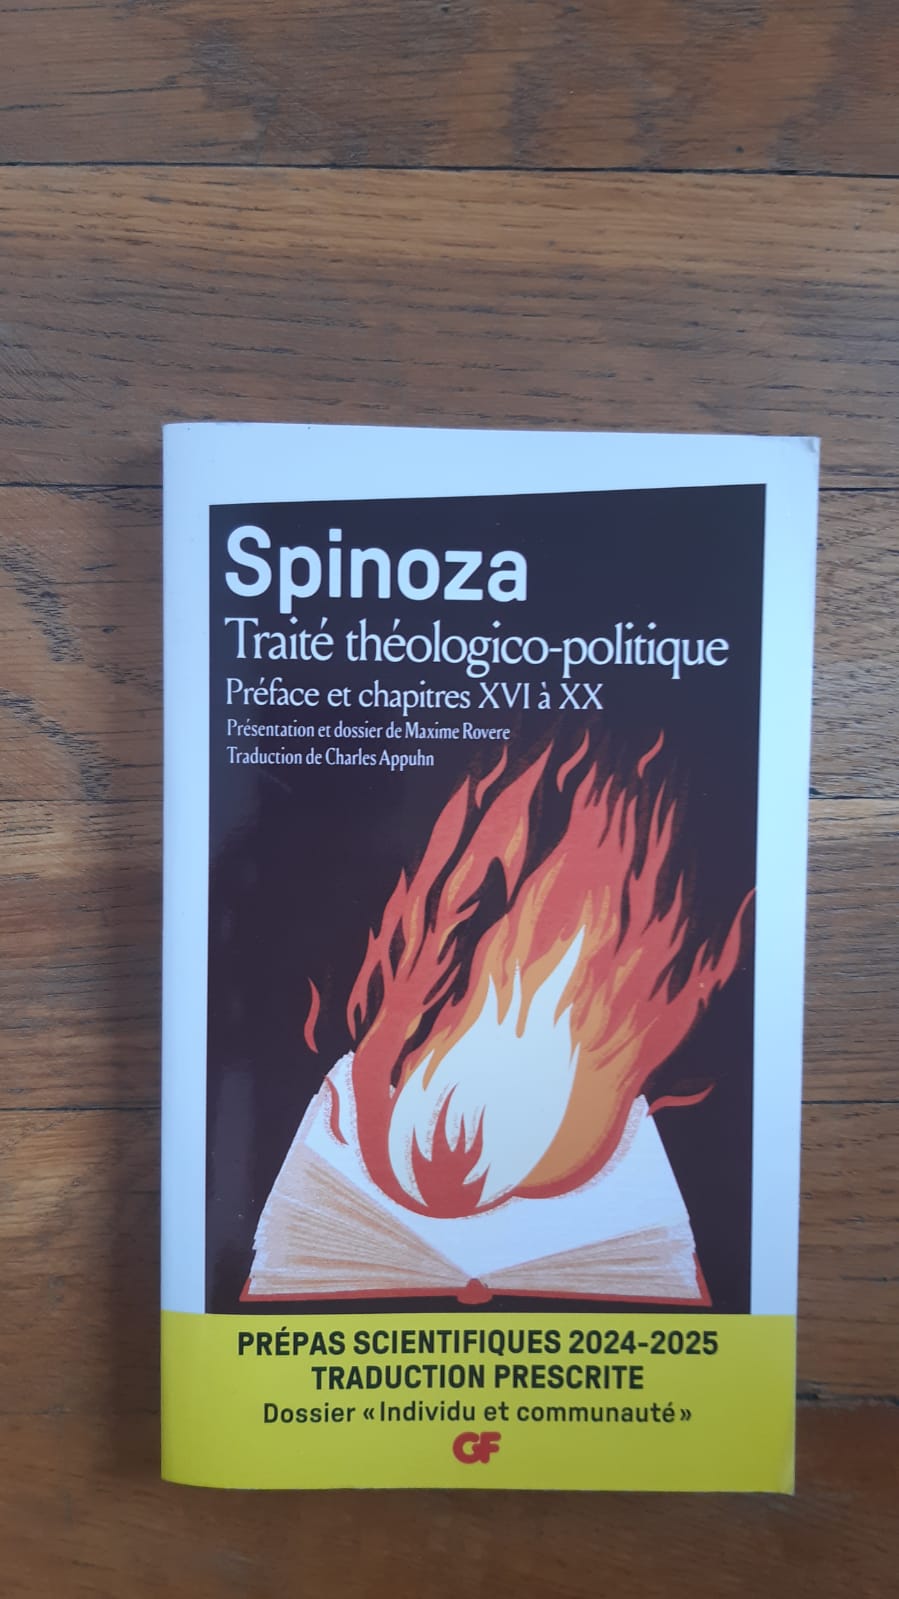 Spinoza
Traité théologico-politique
Préface et chapitres XVI à XX
Présentation et dossier de Maxime Rovere
Traduction de Charles Appuhn
PRÉPAS SCIENTIFIQUES 2024-2025
TRADUCTION PRESCRITE
Dossier « Individu et communauté »
GF